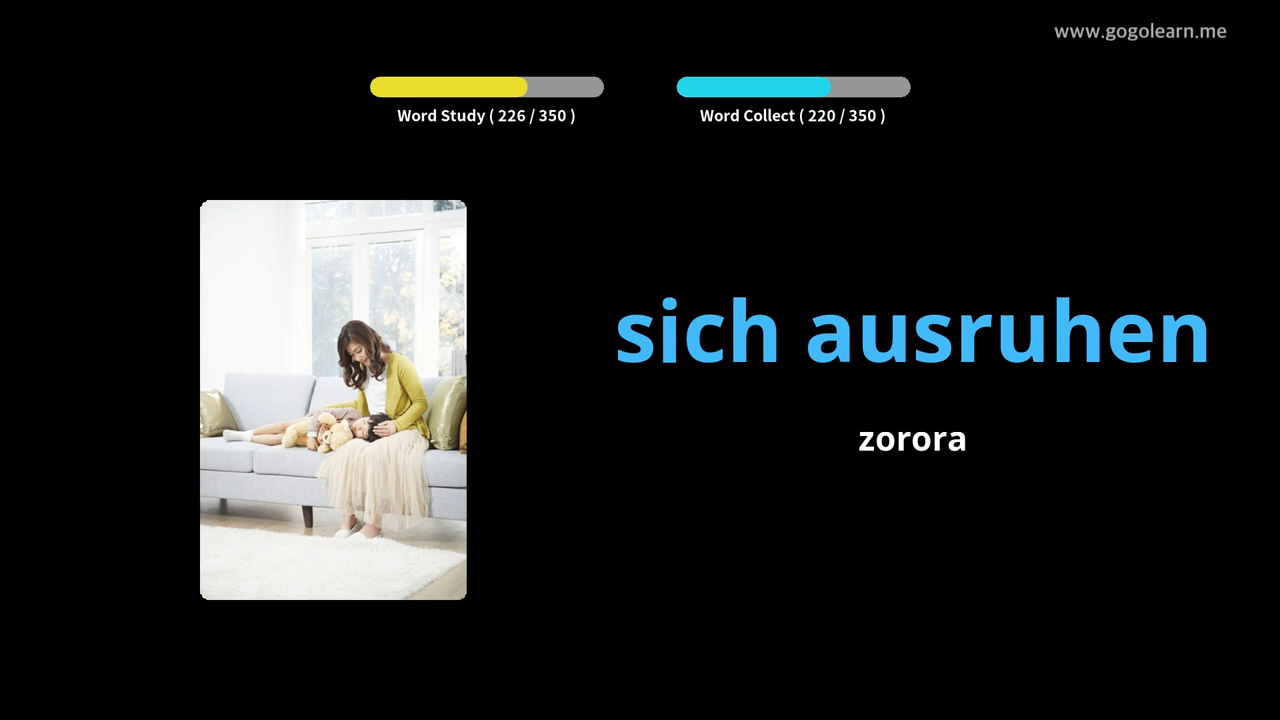 www.gogolearn.me
Word Study ( 226 / 350 )
Word Collect ( 220 / 350 )
sich ausruhen
zorora